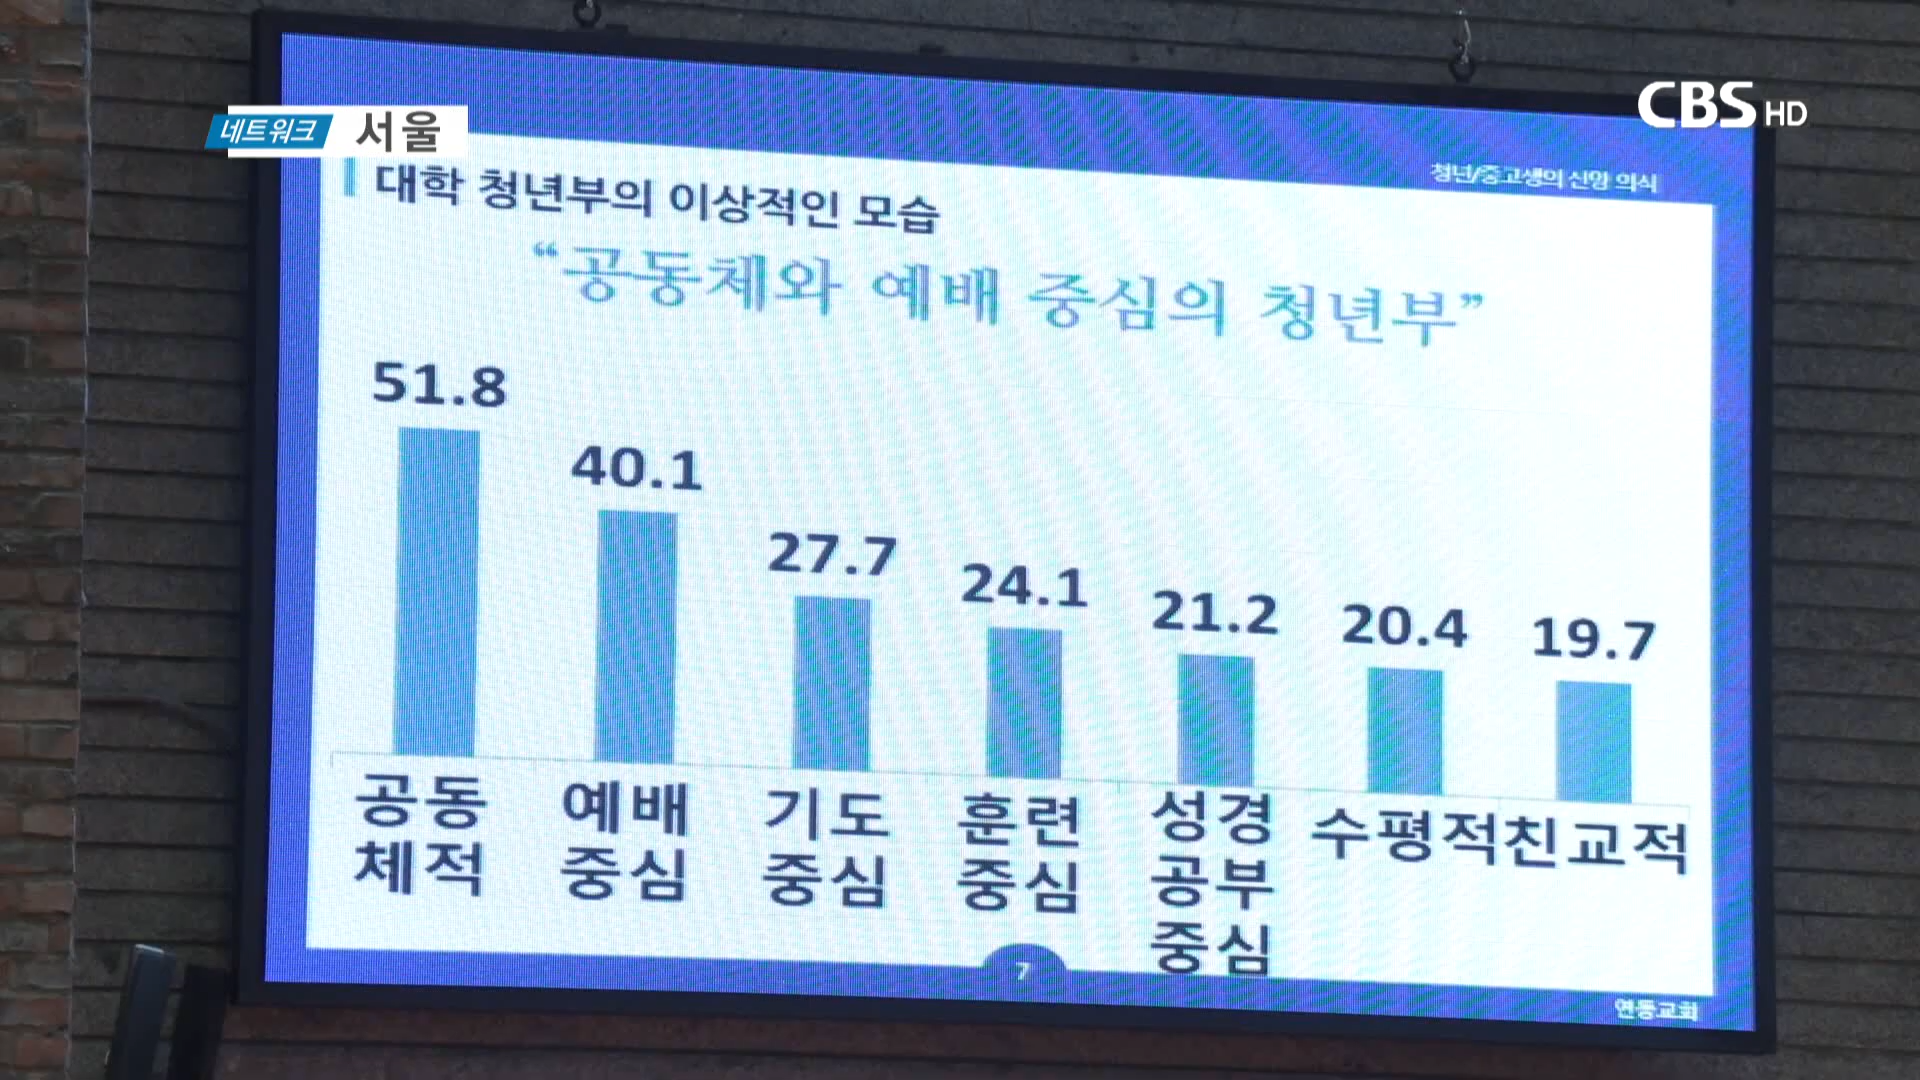 네트워크 서울
CBS HD
청년/중고생의 신앙 의식
대학 청년부의 이상적인 모습
“공동체와 예배 중심의 청년부”
51.8
40.1
27.7
24.1
21.2
20.4
19.7
공동
체적
예배
중심
기도
중심
훈련
중심
성경
공부
중심
수평적
친교적
7
연동교회